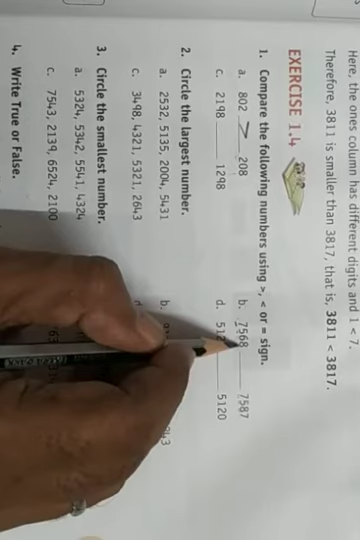 Here, the ones column has different digits and 1 < 7.
Therefore, 3811 is smaller than 3817, that is, 3811 < 3817.
EXERCISE 1.4
1. Compare the following numbers using >, < or = sign.
a. 802 > 208 b. 7568 ____ 7587
c. 2198 ____ 1298 d. ____ 5120
2. Circle the largest number.
a. 2532, 5135, 2004, 5431 b.
c. 3498, 4321, 5321, 2643
3. Circle the smallest number.
a. 5324, 5342, 5541, 4324
c. 7543, 2139, 6524, 2100
4. Write True or False.